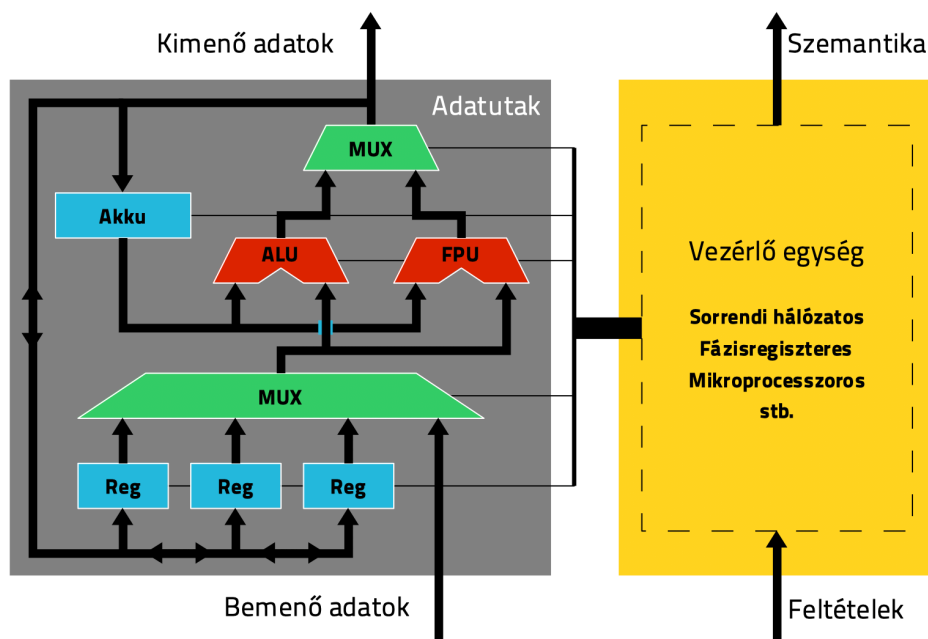 Kimenő adatok
Szemantika
Adatutak
MUX
Akku
ALU
FPU
Vezérlő egység
Sorrendi hálózatos
Fázisregiszteres
Mikroprocesszoros
stb.
MUX
Reg
Reg
Reg
Bemenő adatok
Feltételek